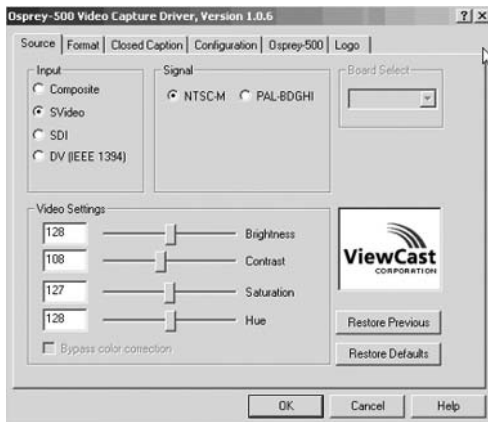 Osprey-500 Video Capture Driver, Version 1.0.6
Source Format Closed Caption Configuration Osprey-500 Logo
Input
Composite
SVideo
SDI
DV (IEEE 1394)
Signal
NTSC-M PAL-BDGHI
Board Select
Video Settings
128 Brightness
108 Contrast
127 Saturation
128 Hue
Bypass color correction
ViewCast
CORPORATION
Restore Previous
Restore Defaults
OK Cancel Help